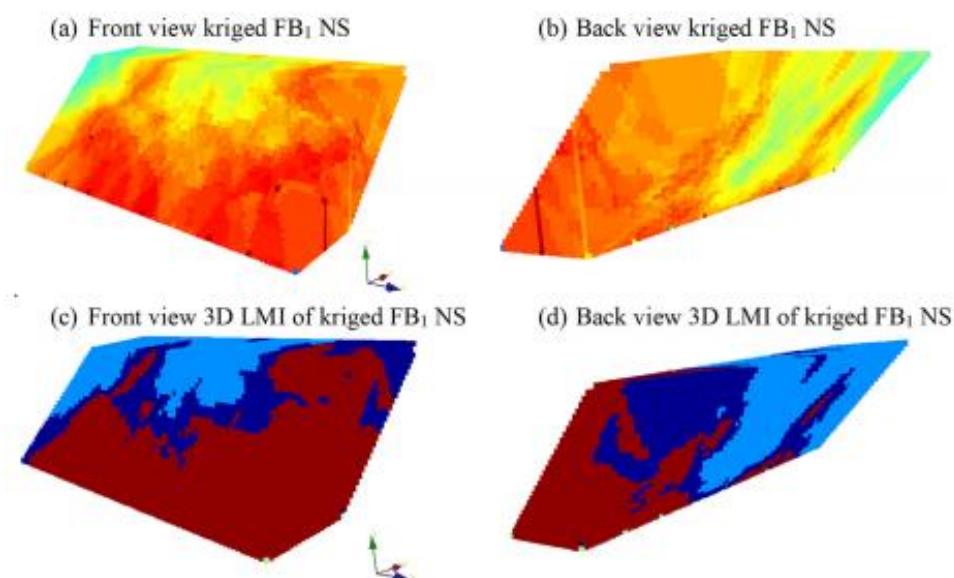 (a) Front view kriged FB₁ NS
(b) Back view kriged FB₁ NS
(c) Front view 3D LMI of kriged FB₁ NS
(d) Back view 3D LMI of kriged FB₁ NS